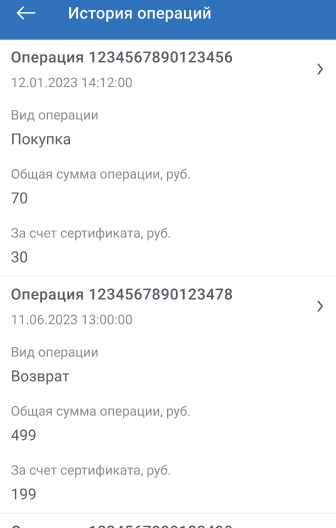 История операций
Операция 1234567890123456
12.01.2023 14:12:00
Вид операции
Покупка
Общая сумма операции, руб.
70
За счет сертификата, руб.
30
Операция 1234567890123478
11.06.2023 13:00:00
Вид операции
Возврат
Общая сумма операции, руб.
499
За счет сертификата, руб.
199